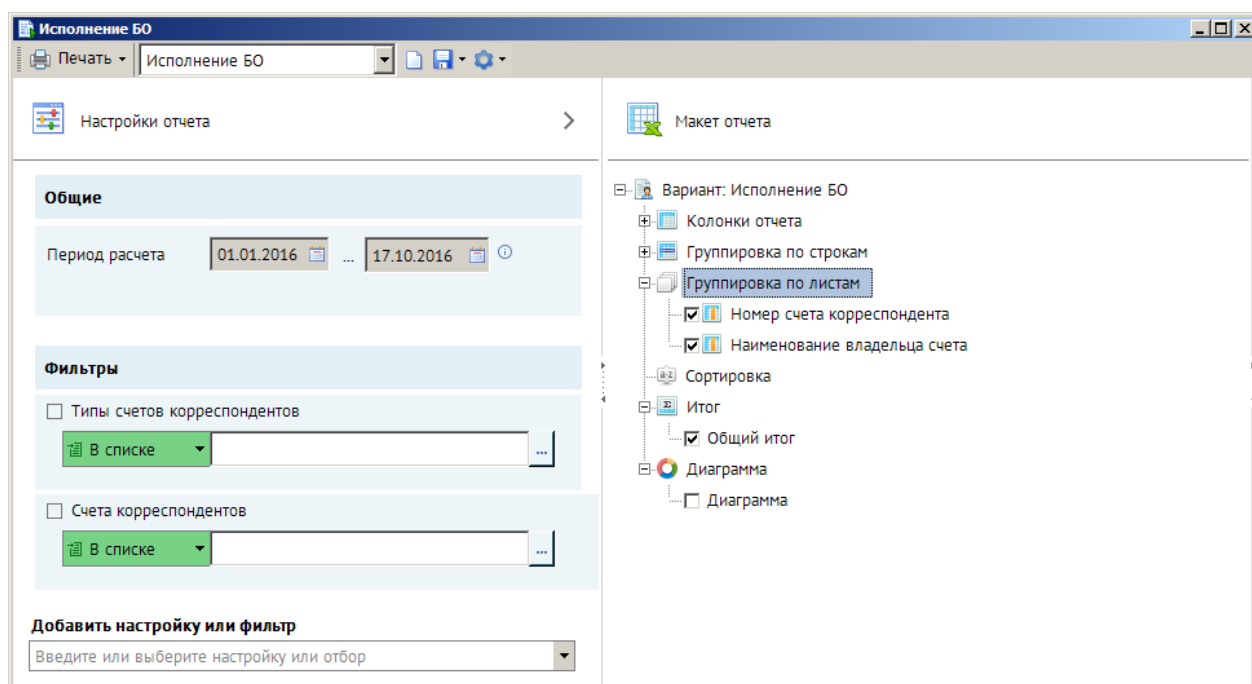 Исполнение БО
Печать Исполнение БО
Настройки отчета
Общие
Период расчета 01.01.2016 ... 17.10.2016
Фильтры
Типы счетов корреспондентов
В списке ...
Счета корреспондентов
В списке ...
Добавить настройку или фильтр
Введите или выберите настройку или отбор
Макет отчета
Вариант: Исполнение БО
Колонки отчета
Группировка по строкам
Группировка по листам
Номер счета корреспондента
Наименование владельца счета
Сортировка
Итог
Общий итог
Диаграмма
Диаграмма